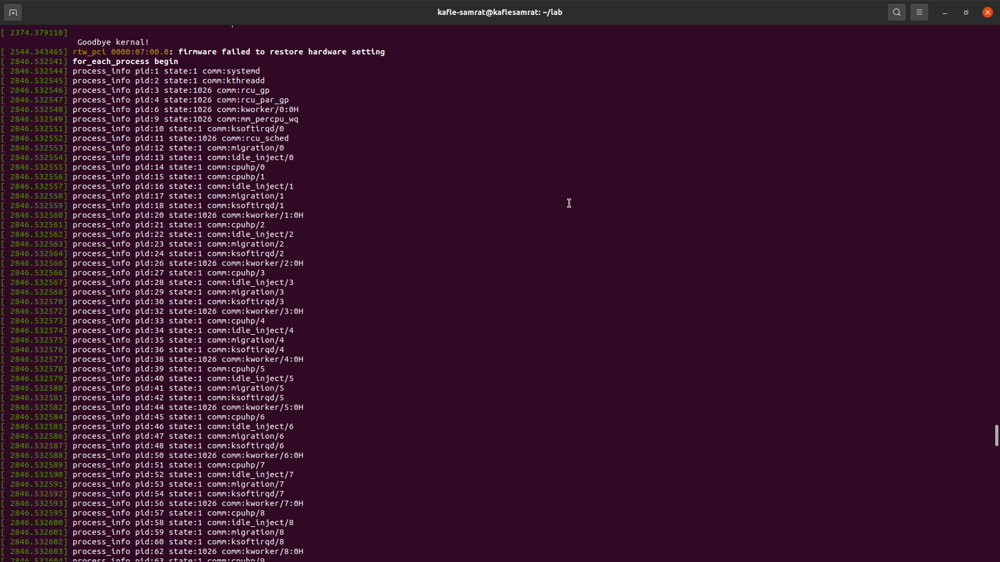 kafle-samrat@kaflesamrat: ~/lab
[ 2374.379110]
Goodbye kernal!
[ 2544.343465] rtw_pci 0000:07:00.0: firmware failed to restore hardware setting
[ 2846.532541] for_each_process begin
[ 2846.532544] process_info pid:1 state:1 comm:systemd
[ 2846.532545] process_info pid:2 state:1 comm:kthreadd
[ 2846.532546] process_info pid:3 state:1026 comm:rcu_gp
[ 2846.532547] process_info pid:4 state:1026 comm:rcu_par_gp
[ 2846.532548] process_info pid:6 state:1026 comm:kworker/0:0H
[ 2846.532549] process_info pid:9 state:1026 comm:mm_percpu_wq
[ 2846.532551] process_info pid:10 state:1 comm:ksoftirqd/0
[ 2846.532552] process_info pid:11 state:1026 comm:rcu_sched
[ 2846.532553] process_info pid:12 state:1 comm:migration/0
[ 2846.532554] process_info pid:13 state:1 comm:idle_inject/0
[ 2846.532555] process_info pid:14 state:1 comm:cpuhp/0
[ 2846.532556] process_info pid:15 state:1 comm:cpuhp/1
[ 2846.532557] process_info pid:16 state:1 comm:idle_inject/1
[ 2846.532558] process_info pid:17 state:1 comm:migration/1
[ 2846.532559] process_info pid:18 state:1 comm:ksoftirqd/1
[ 2846.532560] process_info pid:20 state:1026 comm:kworker/1:0H
[ 2846.532561] process_info pid:21 state:1 comm:cpuhp/2
[ 2846.532562] process_info pid:22 state:1 comm:idle_inject/2
[ 2846.532563] process_info pid:23 state:1 comm:migration/2
[ 2846.532564] process_info pid:24 state:1 comm:ksoftirqd/2
[ 2846.532566] process_info pid:26 state:1026 comm:kworker/2:0H
[ 2846.532566] process_info pid:27 state:1 comm:cpuhp/3
[ 2846.532567] process_info pid:28 state:1 comm:idle_inject/3
[ 2846.532568] process_info pid:29 state:1 comm:migration/3
[ 2846.532570] process_info pid:30 state:1 comm:ksoftirqd/3
[ 2846.532572] process_info pid:32 state:1026 comm:kworker/3:0H
[ 2846.532573] process_info pid:33 state:1 comm:cpuhp/4
[ 2846.532574] process_info pid:34 state:1 comm:idle_inject/4
[ 2846.532575] process_info pid:35 state:1 comm:migration/4
[ 2846.532576] process_info pid:36 state:1 comm:ksoftirqd/4
[ 2846.532577] process_info pid:38 state:1026 comm:kworker/4:0H
[ 2846.532578] process_info pid:39 state:1 comm:cpuhp/5
[ 2846.532579] process_info pid:40 state:1 comm:idle_inject/5
[ 2846.532580] process_info pid:41 state:1 comm:migration/5
[ 2846.532581] process_info pid:42 state:1 comm:ksoftirqd/5
[ 2846.532582] process_info pid:44 state:1026 comm:kworker/5:0H
[ 2846.532584] process_info pid:45 state:1 comm:cpuhp/6
[ 2846.532585] process_info pid:46 state:1 comm:idle_inject/6
[ 2846.532586] process_info pid:47 state:1 comm:migration/6
[ 2846.532587] process_info pid:48 state:1 comm:ksoftirqd/6
[ 2846.532588] process_info pid:50 state:1026 comm:kworker/6:0H
[ 2846.532589] process_info pid:51 state:1 comm:cpuhp/7
[ 2846.532590] process_info pid:52 state:1 comm:idle_inject/7
[ 2846.532591] process_info pid:53 state:1 comm:migration/7
[ 2846.532592] process_info pid:54 state:1 comm:ksoftirqd/7
[ 2846.532593] process_info pid:56 state:1026 comm:kworker/7:0H
[ 2846.532595] process_info pid:57 state:1 comm:cpuhp/8
[ 2846.532600] process_info pid:58 state:1 comm:idle_inject/8
[ 2846.532601] process_info pid:59 state:1 comm:migration/8
[ 2846.532602] process_info pid:60 state:1 comm:ksoftirqd/8
[ 2846.532603] process_info pid:62 state:1026 comm:kworker/8:0H
[ 2846.532604] process_info pid:63 state:1 comm:cpuhp/9